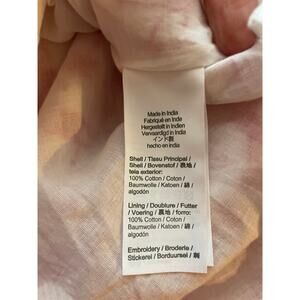 Made in India
Fabriqué en Inde
Hergestellt in Indien
Vervaardigd in India
インド製
hecho en India
Shell / Tissu Principal /
Shell / Bovenstof /表地 /
tela exterior:
100% Cotton / Coton /
Baumwolle / Katoen / 綿 /
algodón
Lining / Doublure / Futter
/ Voering / 裏地 / forro:
100% Cotton / Coton /
Baumwolle / Katoen / 綿 /
algodón
Embroidery / Broderie /
Stickerei / Borduursel / 刺